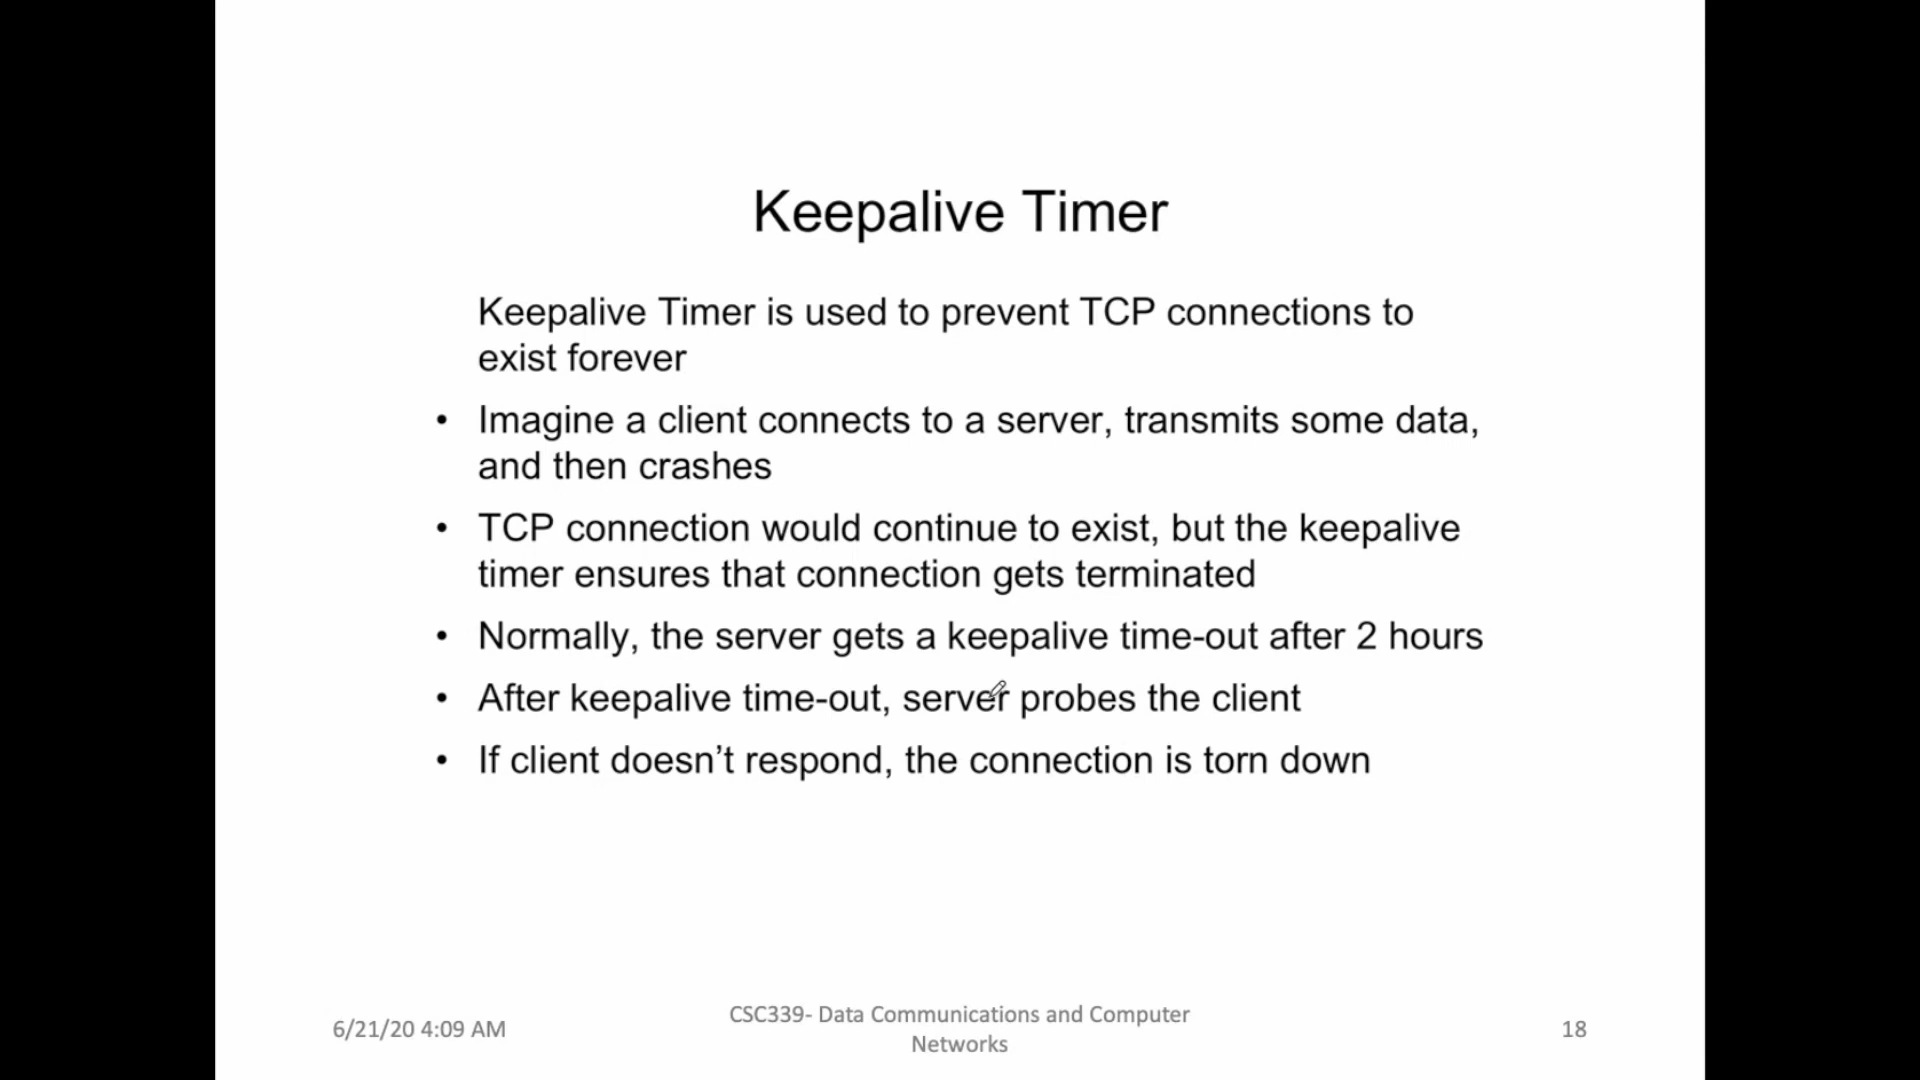 Keepalive Timer
Keepalive Timer is used to prevent TCP connections to
exist forever
• Imagine a client connects to a server, transmits some data,
and then crashes
• TCP connection would continue to exist, but the keepalive
timer ensures that connection gets terminated
• Normally, the server gets a keepalive time-out after 2 hours
• After keepalive time-out, server probes the client
• If client doesn’t respond, the connection is torn down
6/21/20 4:09 AM
CSC339- Data Communications and Computer
Networks
18